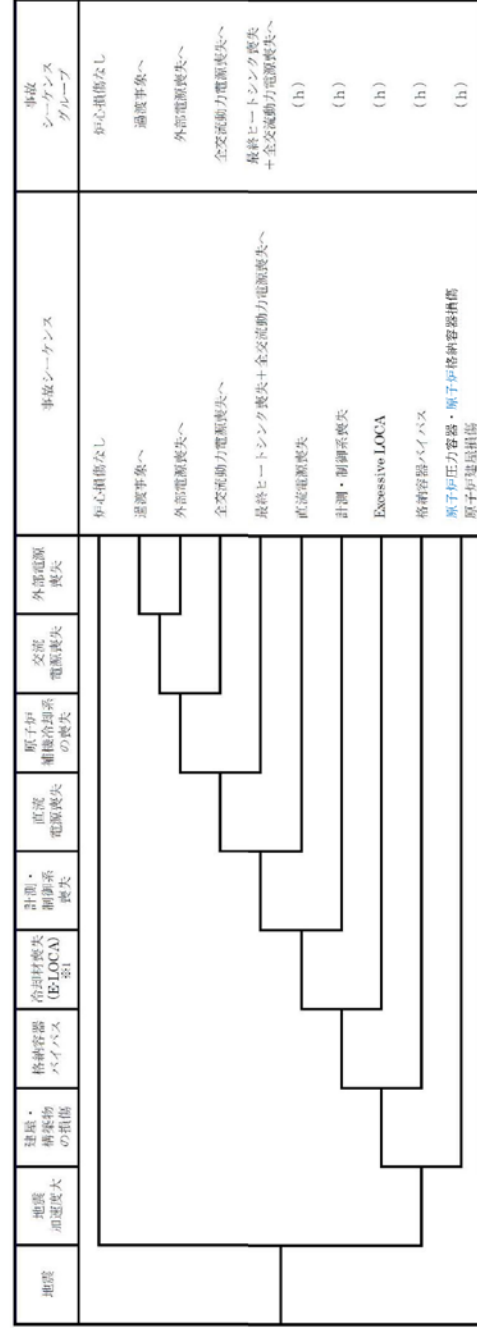 地震
地震
加速度大
建屋・
構築物
の損傷
格納容器
バイパス
冷却材喪失
(E-LOCA)
※1
計測・
制御系
喪失
直流
電源喪失
原子炉
補機冷却系
の喪失
交流
電源喪失
外部電源
喪失
事故シーケンス
事故
シーケンス
グループ
炉心損傷なし
炉心損傷なし
過渡事象へ
過渡事象へ
外部電源喪失へ
外部電源喪失へ
全交流動力電源喪失へ
全交流動力電源喪失へ
最終ヒートシンク喪失+全交流動力電源喪失へ
最終ヒートシンク喪失
+全交流動力電源喪失へ
直流電源喪失
(h)
計測・制御系喪失
(h)
Excessive LOCA
(h)
格納容器バイパス
(h)
原子炉圧力容器・原子炉格納容器損傷
原子炉建屋損傷
(h)